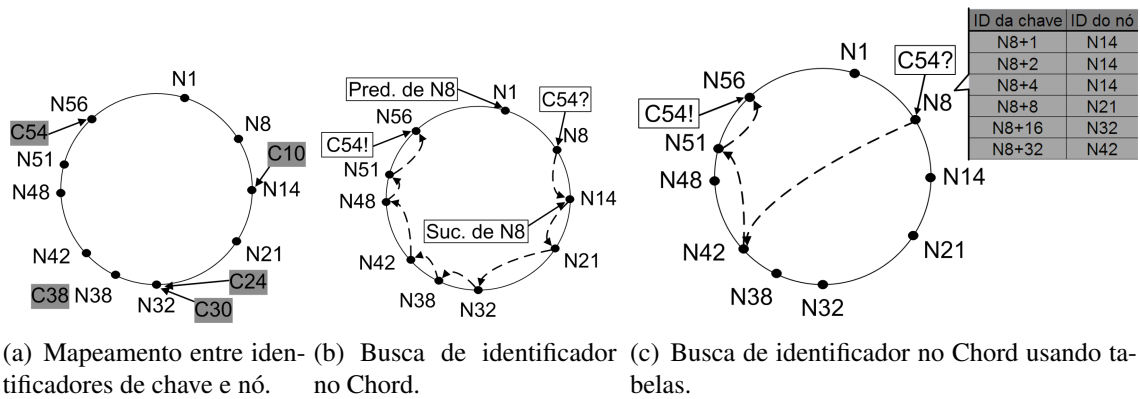 N1
N56
C54
N8
C10
N51
N14
N48
N42
N21
C24
C38
N38
N32
C30
Pred. de N8
N1
C54?
N56
C54!
N8
N51
N48
N14
Suc. de N8
N42
N21
N38
N32
ID da chave ID do nó
N8+1 N14
N8+2 N14
N8+4 N14
N8+8 N21
N8+16 N32
N8+32 N42
N1
C54?
N56
N8
C54!
N51
N48
N14
N42
N21
N38
N32
(a) Mapeamento entre iden-
tificadores de chave e nó.
(b) Busca de identificador
no Chord.
(c) Busca de identificador no Chord usando ta-
belas.